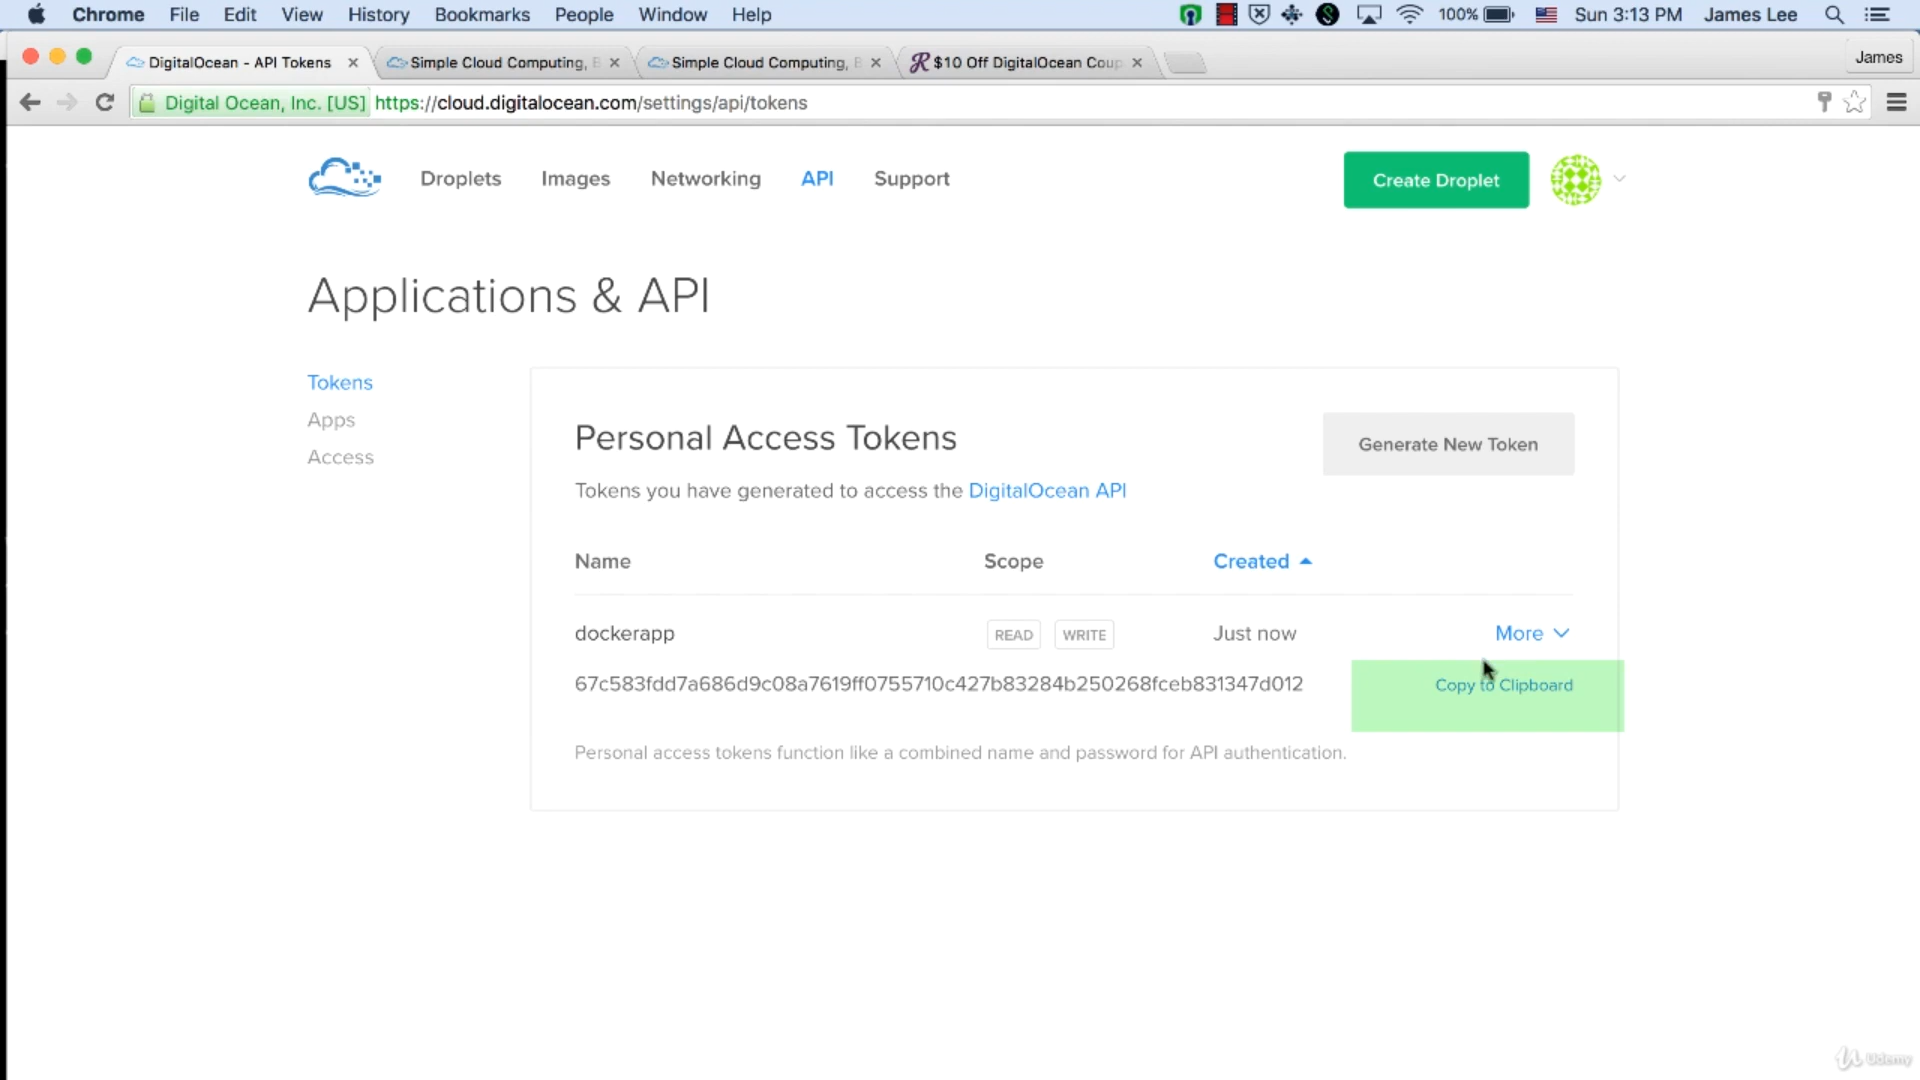 Chrome File Edit View History Bookmarks People Window Help 100% Sun 3:13 PM James Lee
DigitalOcean - API Tokens Simple Cloud Computing, B Simple Cloud Computing, B $10 Off DigitalOcean Coup James
Digital Ocean, Inc. [US] https://cloud.digitalocean.com/settings/api/tokens
Droplets Images Networking API Support Create Droplet
Applications & API
Tokens
Apps
Access
Personal Access Tokens
Generate New Token
Tokens you have generated to access the DigitalOcean API
Name Scope Created
dockerapp READ WRITE Just now More
67c583fdd7a686d9c08a7619ff0755710c427b83284b250268fceb831347d012 Copy to Clipboard
Personal access tokens function like a combined name and password for API authentication.
Udemy